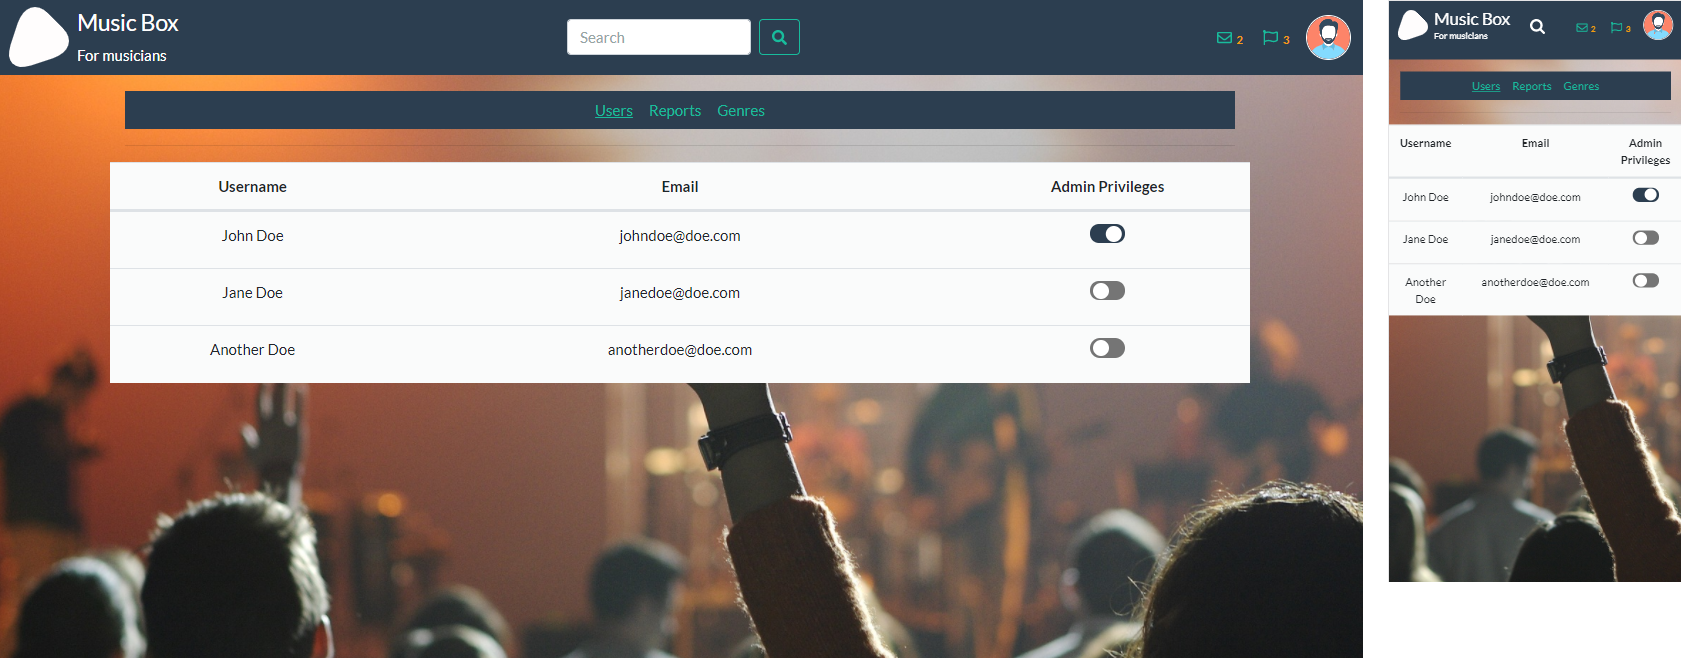 Music Box
For musicians
Search
2
3
Users Reports Genres
Username Email Admin Privileges
John Doe johndoe@doe.com
Jane Doe janedoe@doe.com
Another Doe anotherdoe@doe.com
Music Box
For musicians
2
3
Users Reports Genres
Username Email Admin
Privileges
John Doe johndoe@doe.com
Jane Doe janedoe@doe.com
Another anotherdoe@doe.com
Doe